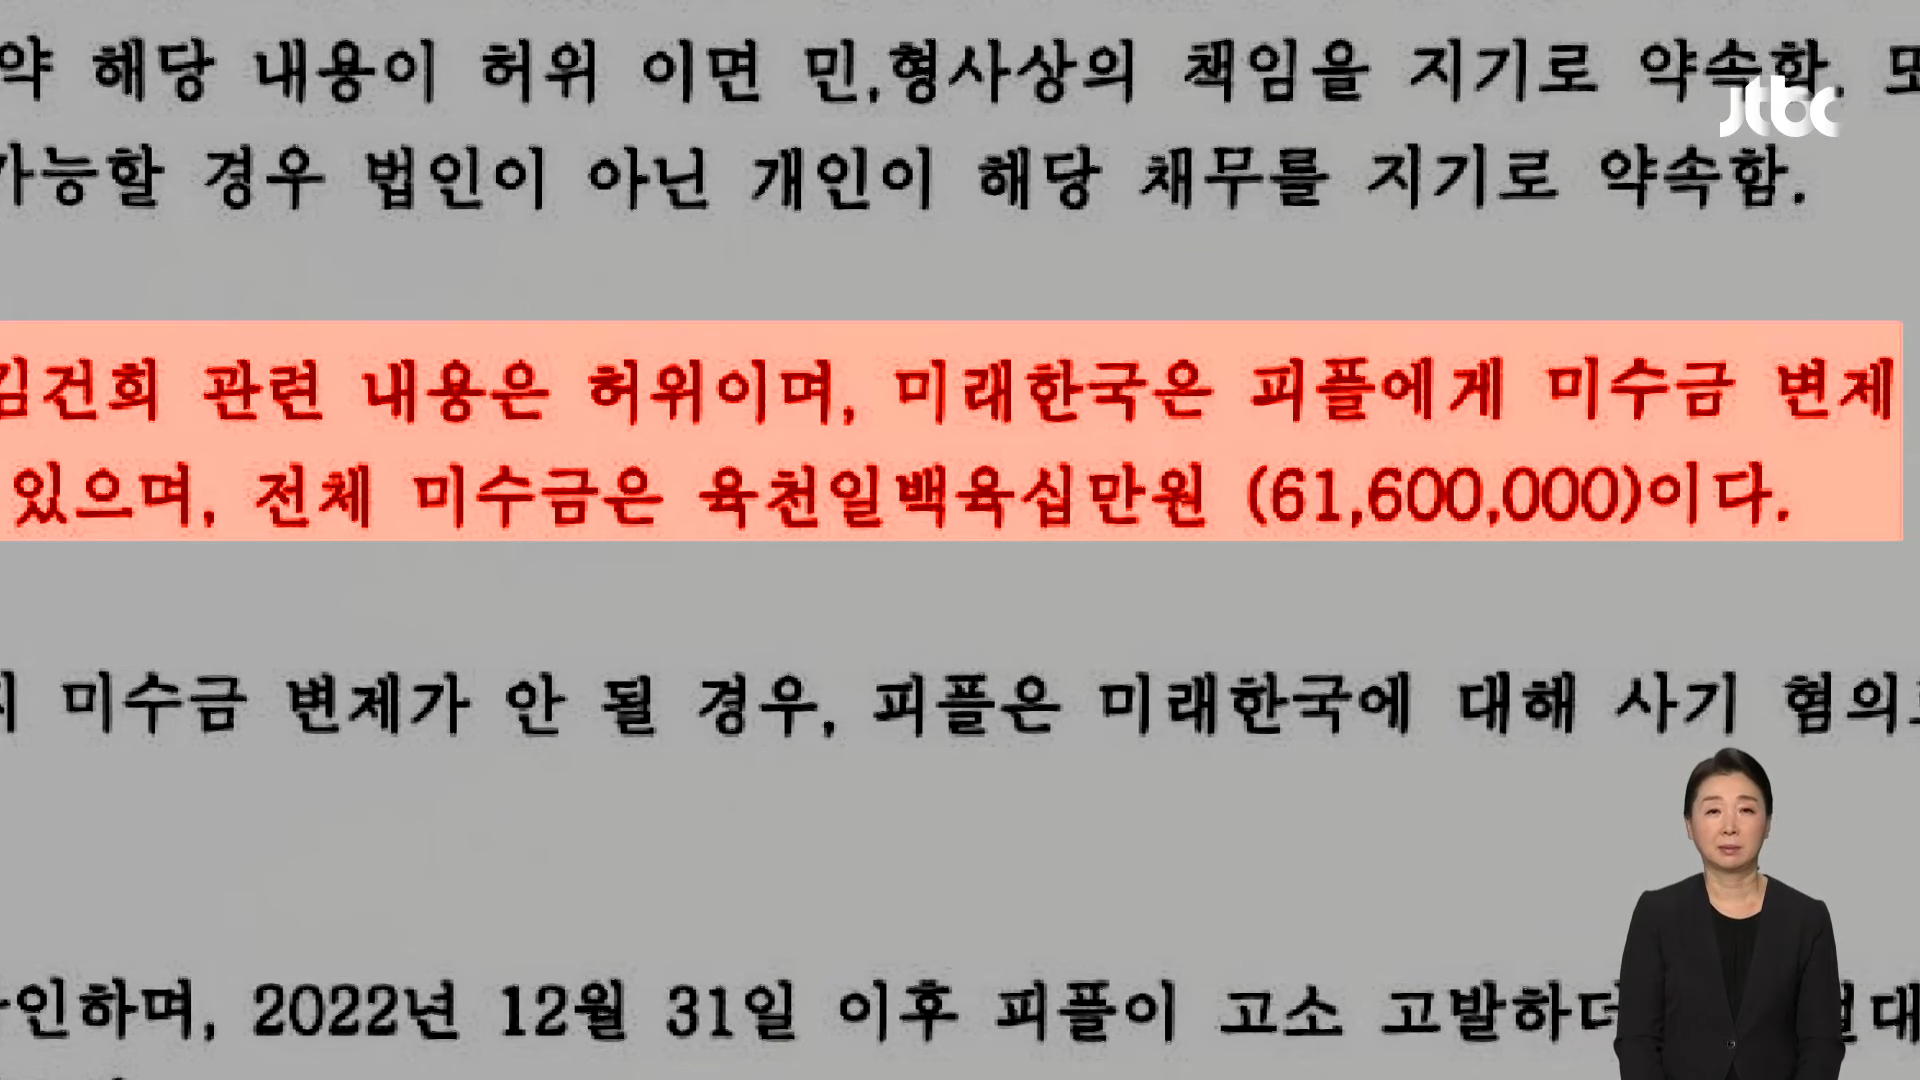 약 해당 내용이 허위 이면 민,형사상의 책임을 지기로 약속함. 또
가능할 경우 법인이 아닌 개인이 해당 채무를 지기로 약속함.
jtbc
김건희 관련 내용은 허위이며, 미래한국은 피플에게 미수금 변제
있으며, 전체 미수금은 육천일백육십만원 (61,600,000)이다.
미수금 변제가 안 될 경우, 피플은 미래한국에 대해 사기 혐의로
인하며, 2022년 12월 31일 이후 피플이 고소 고발하더